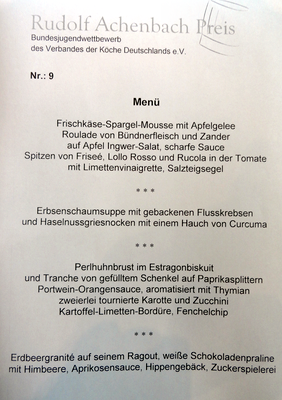 Rudolf Achenbach Preis
Bundesjugendwettbewerb
des Verbandes der Köche Deutschlands e.V.
Nr.: 9
Menü
Frischkäse-Spargel-Mousse mit Apfelgelee
Roulade von Bündnerfleisch und Zander
auf Apfel Ingwer-Salat, scharfe Sauce
Spitzen von Friseé, Lollo Rosso und Rucola in der Tomate
mit Limettenvinaigrette, Salzteigsegel
***
Erbsenschaumsuppe mit gebackenen Flusskrebsen
und Haselnussgriesnocken mit einem Hauch von Curcuma
***
Perlhuhnbrust im Estragonbiskuit
und Tranche von gefülltem Schenkel auf Paprikasplittern
Portwein-Orangensauce, aromatisiert mit Thymian
zweierlei tournierte Karotte und Zucchini
Kartoffel-Limetten-Bordüre, Fenchelchip
***
Erdbeergranité auf seinem Ragout, weiße Schokoladenpraline
mit Himbeere, Aprikosensauce, Hippengebäck, Zuckerspielerei